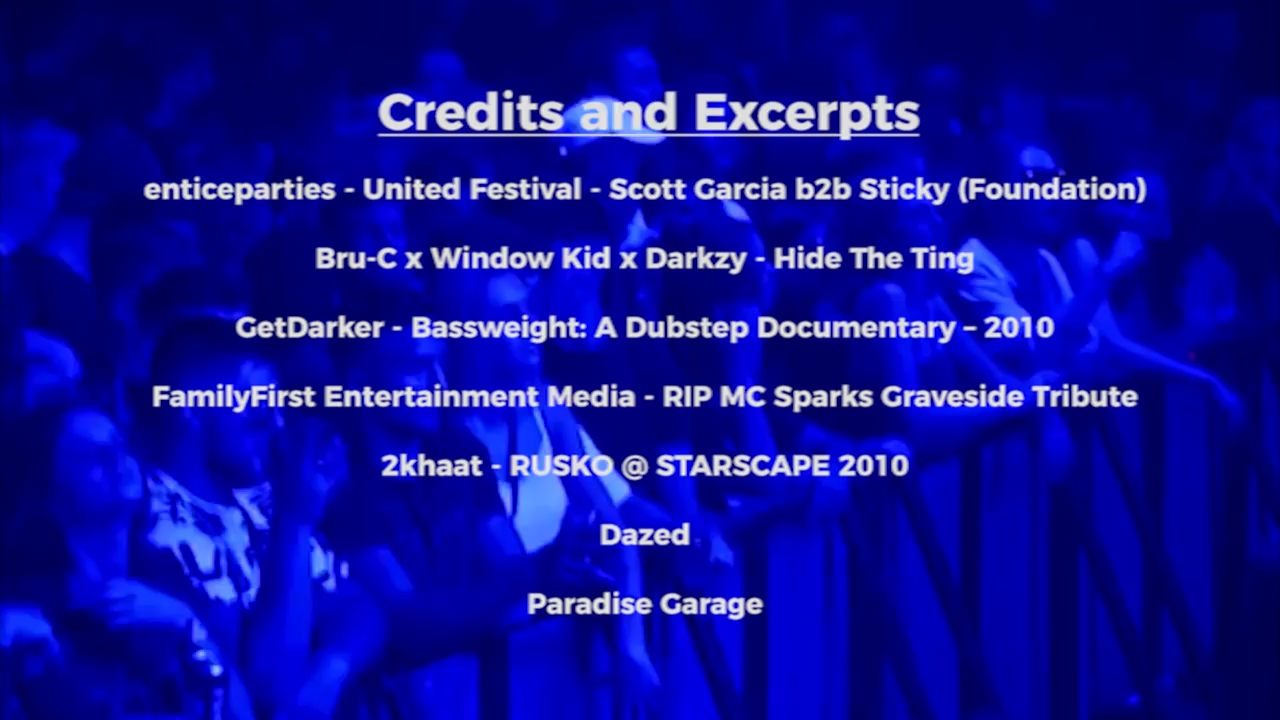 Credits and Excerpts
enticeparties - United Festival - Scott Garcia b2b Sticky (Foundation)
Bru-C x Window Kid x Darkzy - Hide The Ting
GetDarker - Bassweight: A Dubstep Documentary – 2010
FamilyFirst Entertainment Media - RIP MC Sparks Graveside Tribute
2khaat - RUSKO @ STARSCAPE 2010
Dazed
Paradise Garage